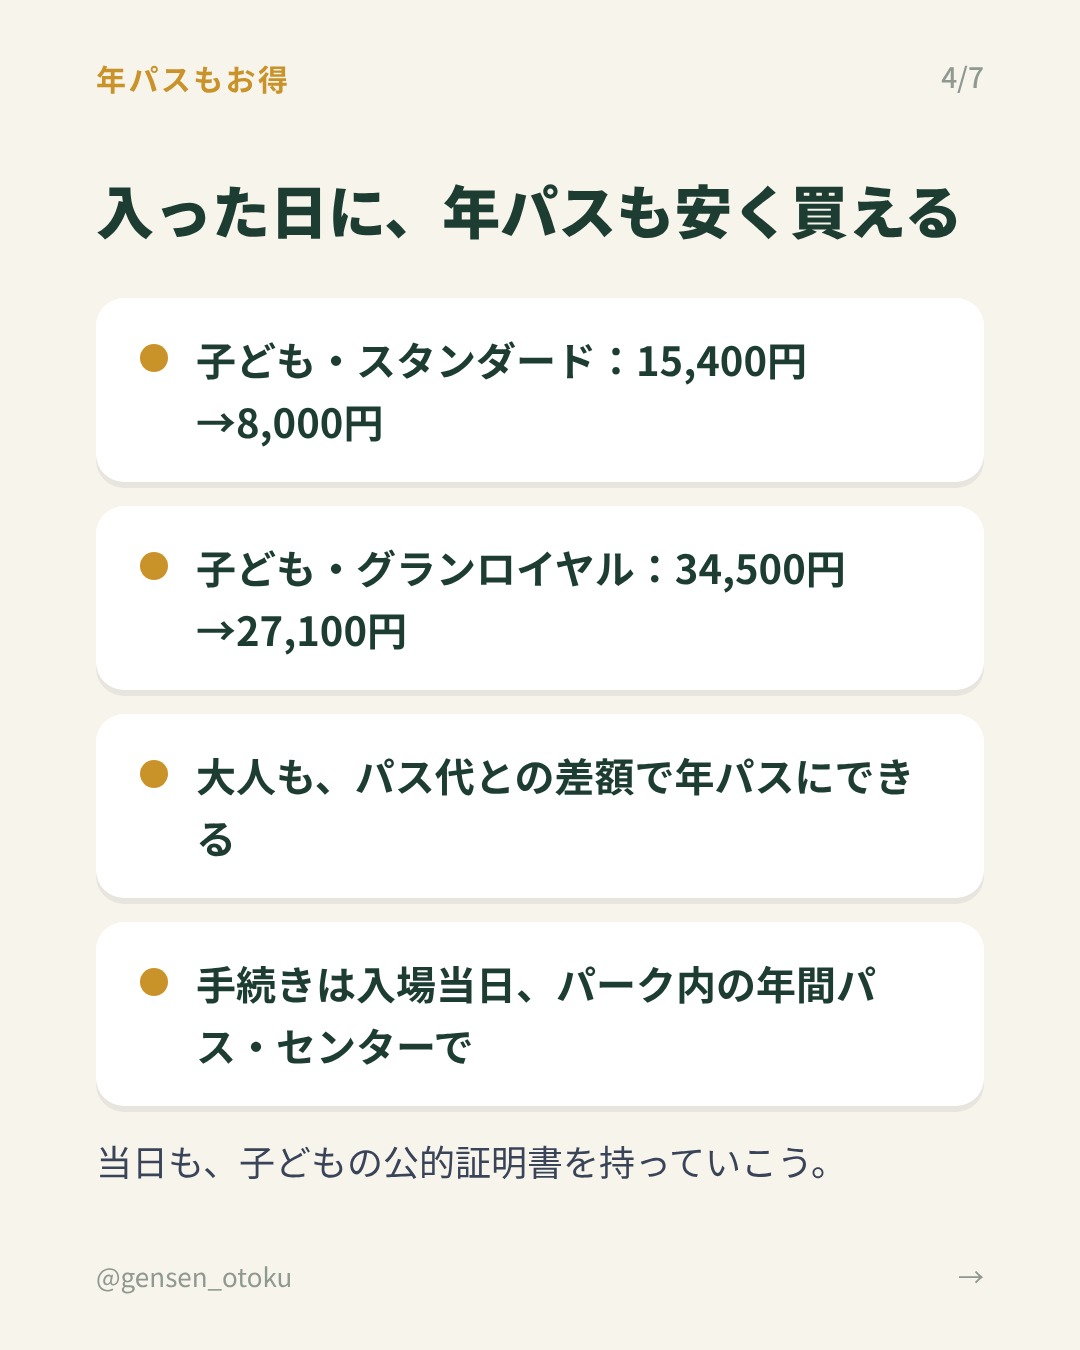 年パスもお得
4/7
入った日に、年パスも安く買える
子ども・スタンダード：15,400円
→8,000円
子ども・グランロイヤル：34,500円
→27,100円
大人も、パス代との差額で年パスにでき
る
手続きは入場当日、パーク内の年間パ
ス・センターで
当日も、子どもの公的証明書を持っていこう。
@gensen_otoku
→